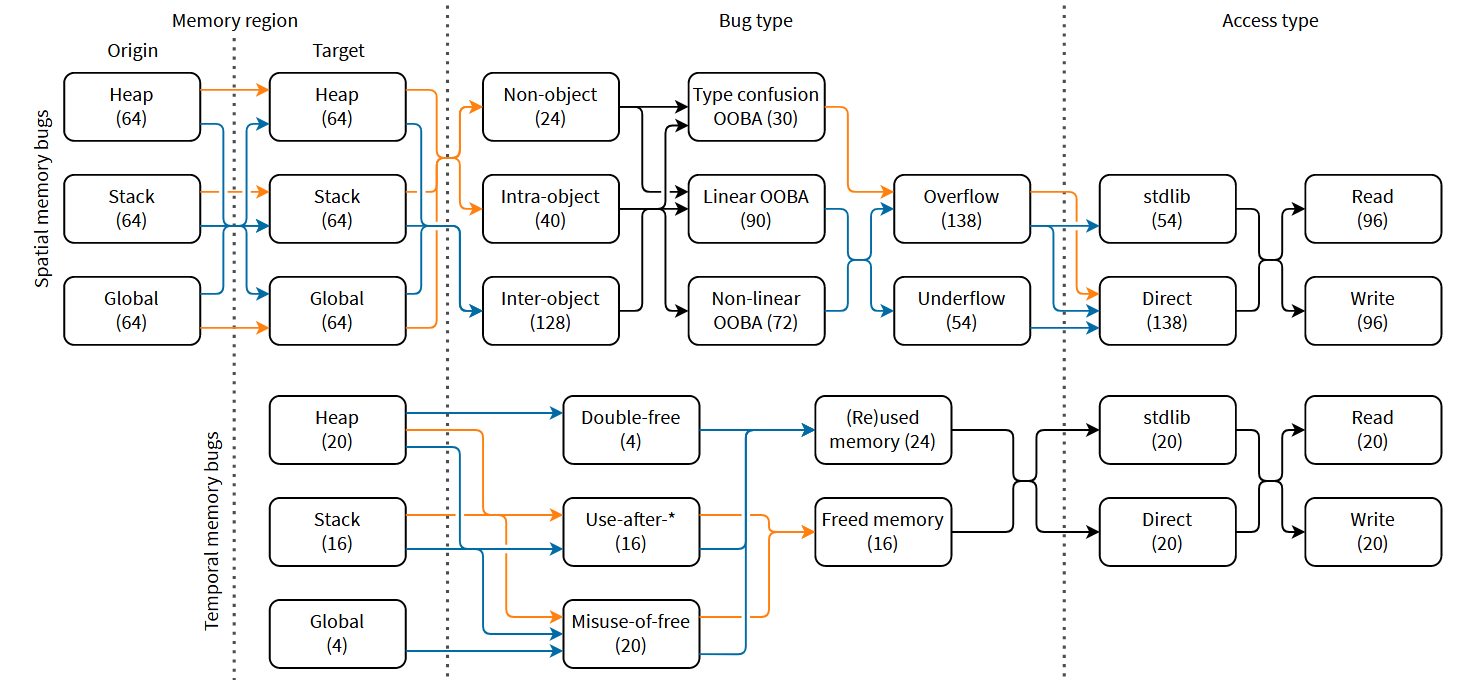 Memory region
Bug type
Access type
Origin
Target
Spatial memory bugs
Heap
(64)
Heap
(64)
Non-object
(24)
Type confusion
OOBA (30)
Stack
(64)
Stack
(64)
Intra-object
(40)
Linear OOBA
(90)
Overflow
(138)
stdlib
(54)
Read
(96)
Global
(64)
Global
(64)
Inter-object
(128)
Non-linear
OOBA (72)
Underflow
(54)
Direct
(138)
Write
(96)
Temporal memory bugs
Heap
(20)
Double-free
(4)
(Re)used
memory (24)
stdlib
(20)
Read
(20)
Stack
(16)
Use-after-*
(16)
Freed memory
(16)
Direct
(20)
Write
(20)
Global
(4)
Misuse-of-free
(20)